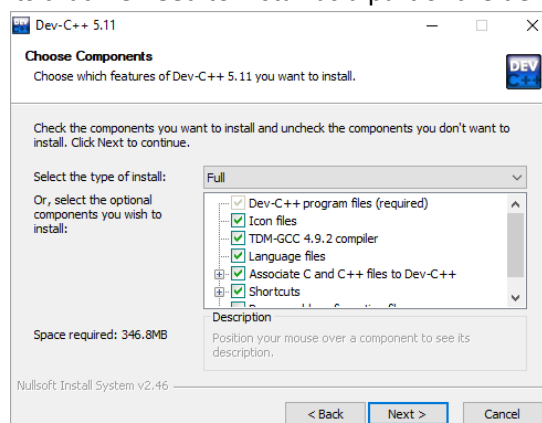 Dev-C++ 5.11
Choose Components
Choose which features of Dev-C++ 5.11 you want to install.
DEV
C++
Check the components you want to install and uncheck the components you don't want to
install. Click Next to continue.
Select the type of install:
Full
Or, select the optional
components you wish to
install:
Dev-C++ program files (required)
Icon files
TDM-GCC 4.9.2 compiler
Language files
Associate C and C++ files to Dev-C++
Shortcuts
Space required: 346.8MB
Description
Position your mouse over a component to see its
description.
Nullsoft Install System v2.46
< Back
Next >
Cancel